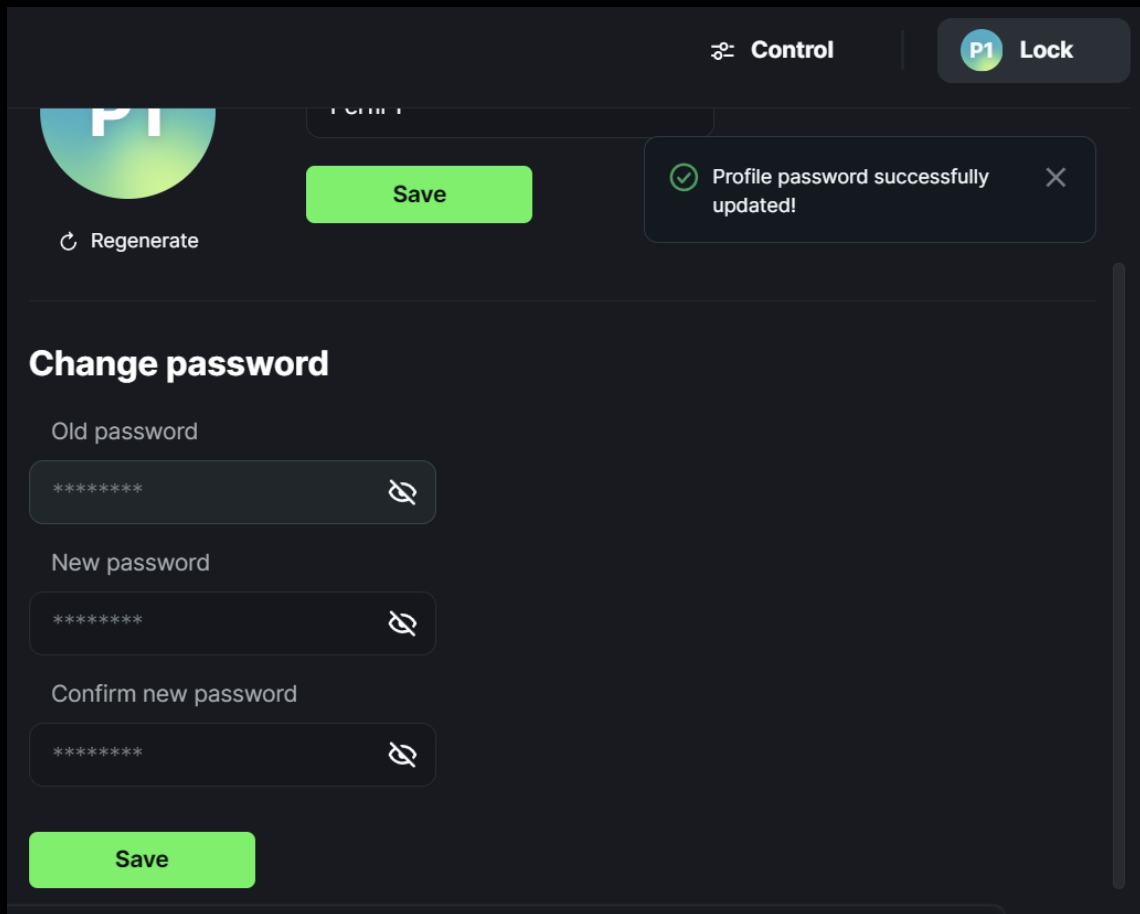 Control
P1 Lock
P1
Save
Profile password successfully
updated!
Regenerate
Change password
Old password
********
New password
********
Confirm new password
********
Save